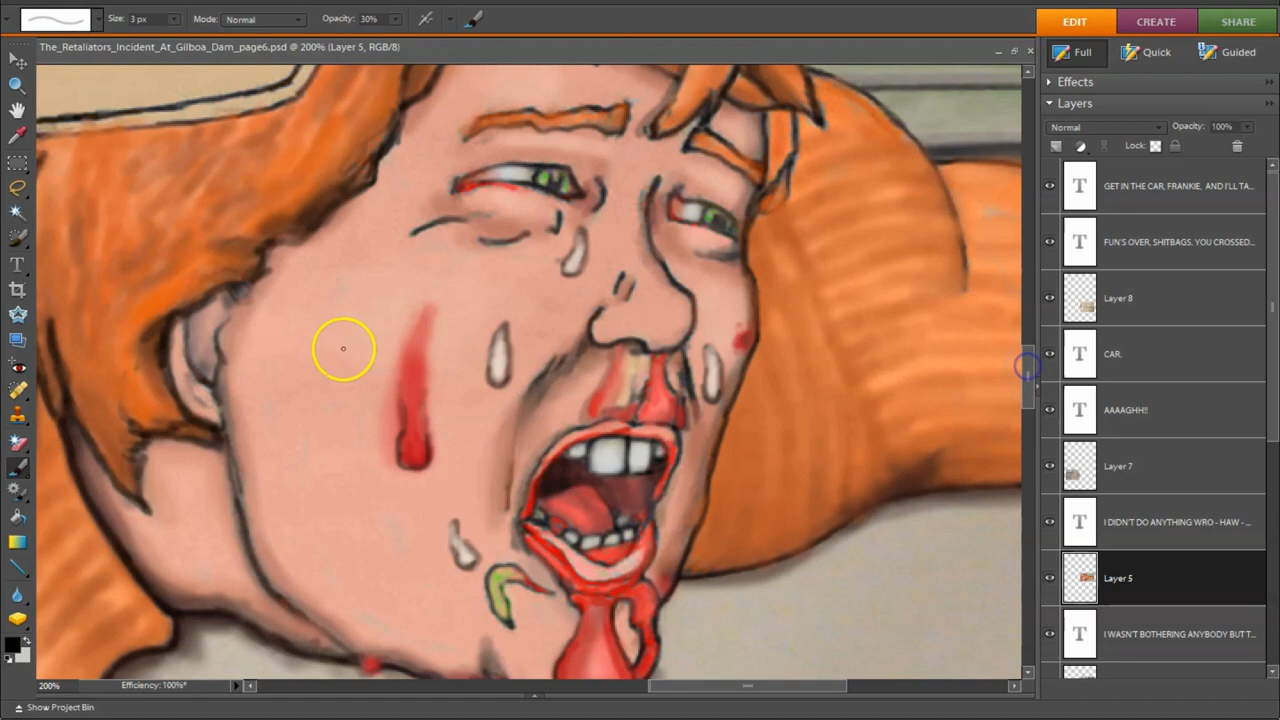 Size: 3 px Mode: Normal Opacity: 30%
EDIT CREATE SHARE
The_Retaliators_Incident_At_Gilboa_Dam_page6.psd @ 200% (Layer 5, RGB/8)
Full Quick Guided
Effects
Layers
Normal Opacity: 100%
Lock:
T GET IN THE CAR, FRANKIE, AND I'LL TA...
T FUN'S OVER, SHITBAGS. YOU CROSSED...
Layer 8
T CAR.
T AAAAGHH!!
Layer 7
T I DIDN'T DO ANYTHING WRO - HAW - ...
Layer 5
T I WASN'T BOTHERING ANYBODY BUT T...
200% Efficiency: 100%*
Show Project Bin